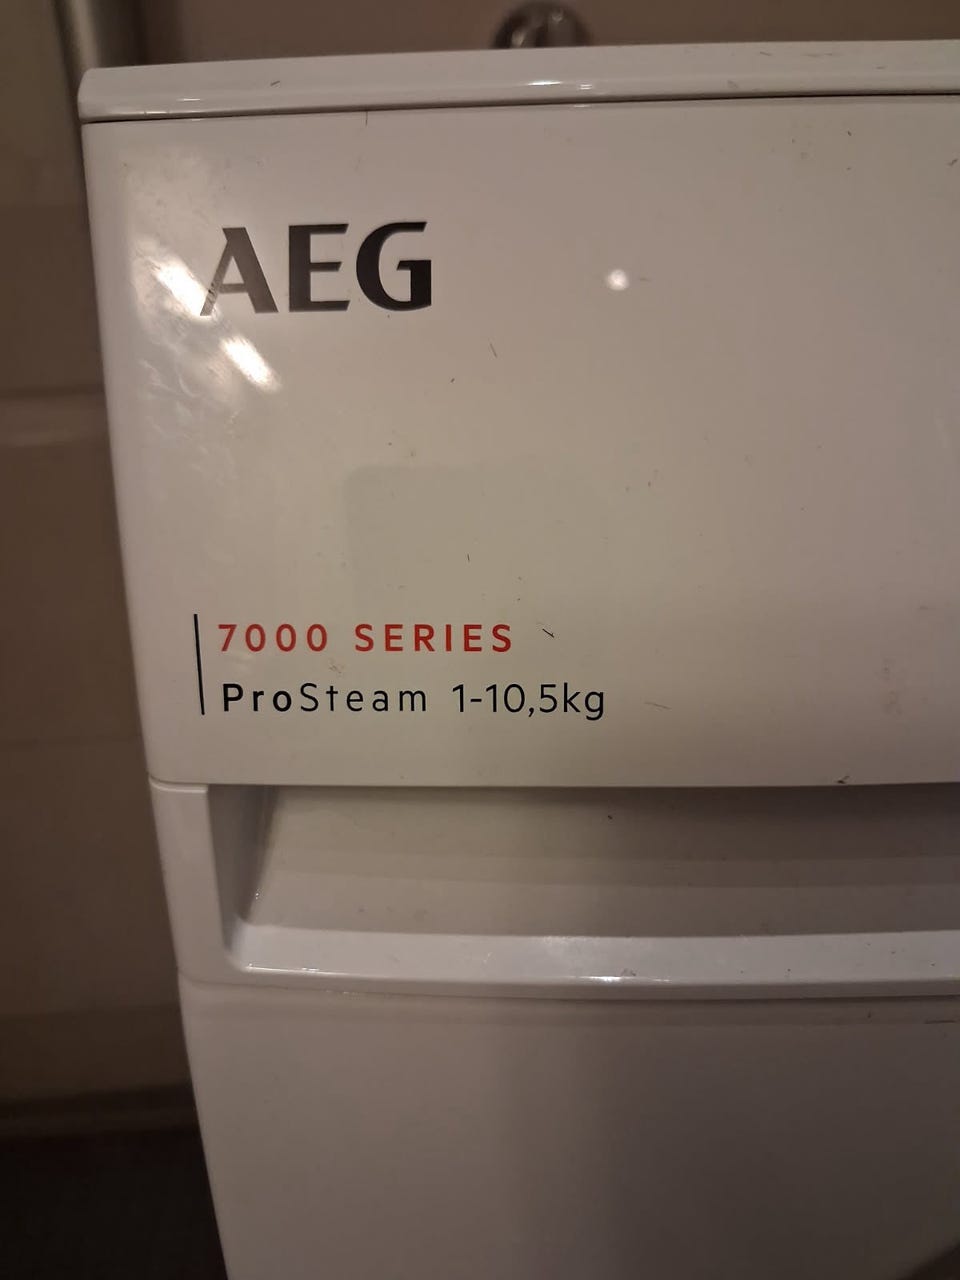 AEG
7000 SERIES
ProSteam 1-10,5kg